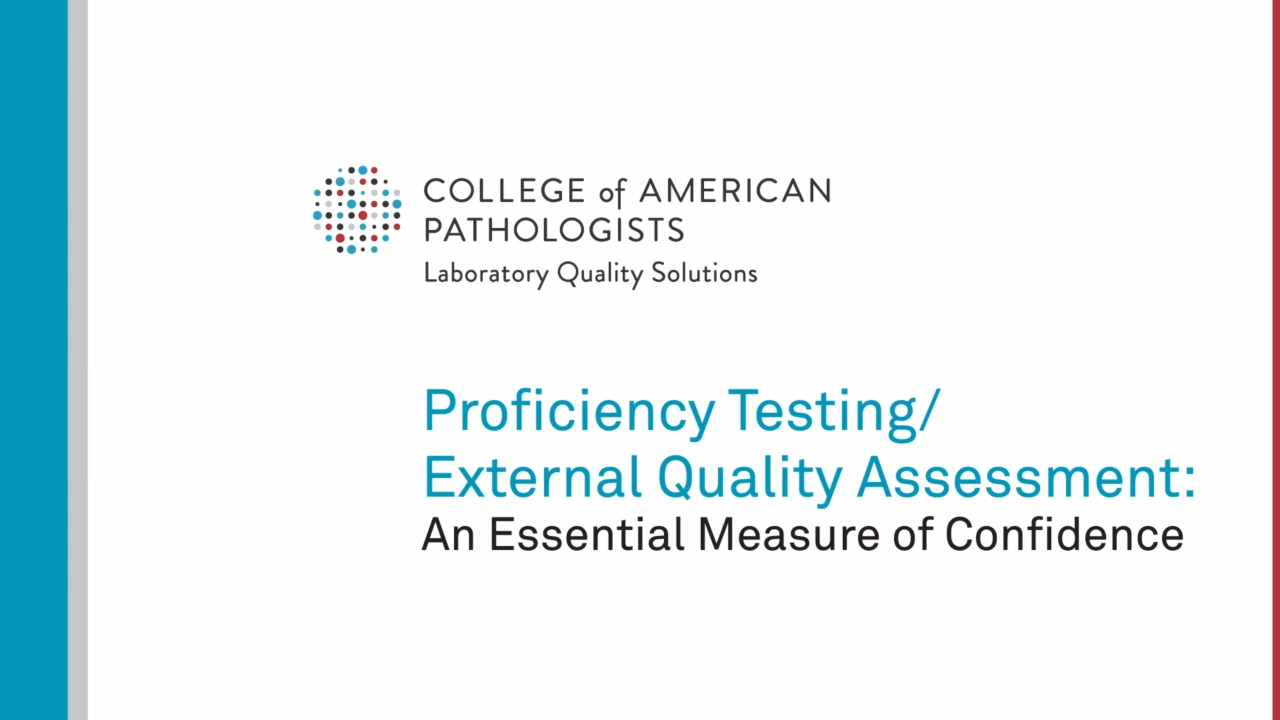 COLLEGE of AMERICAN
PATHOLOGISTS
Laboratory Quality Solutions
Proficiency Testing/
External Quality Assessment:
An Essential Measure of Confidence